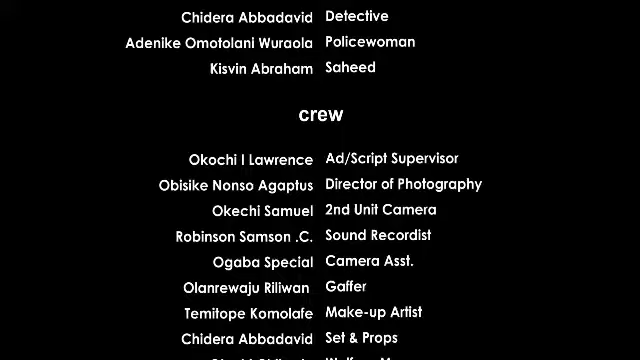 Chidera Abbadavid Detective
Adenike Omotolani Wuraola Policewoman
Kisvin Abraham Saheed
crew
Okochi I Lawrence Ad/Script Supervisor
Obisike Nonso Agaptus Director of Photography
Okechi Samuel 2nd Unit Camera
Robinson Samson .C. Sound Recordist
Ogaba Special Camera Asst.
Olanrewaju Riliwan Gaffer
Temitope Komolafe Make-up Artist
Chidera Abbadavid Set & Props